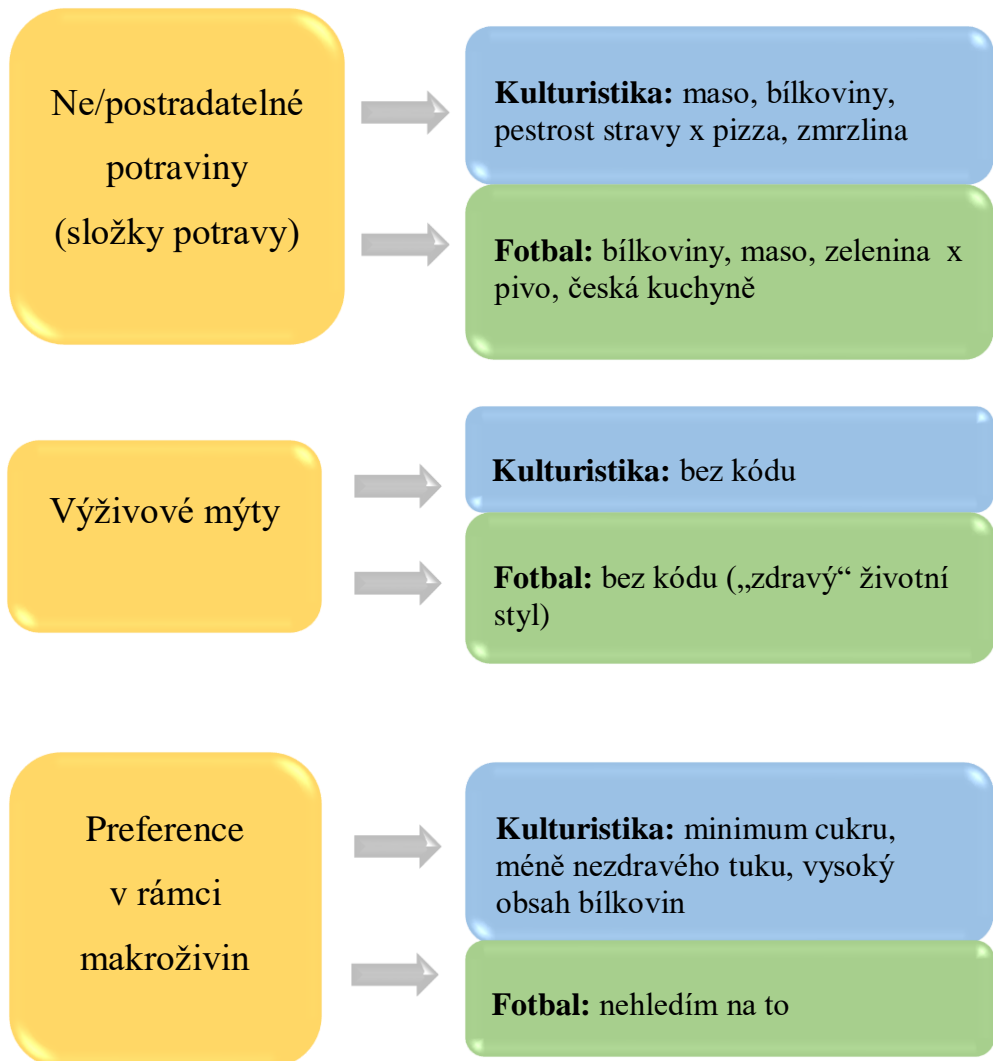 Ne/postradatelné
potraviny
(složky potravy)
Kulturistika: maso, bílkoviny,
pestrost stravy x pizza, zmrzlina
Fotbal: bílkoviny, maso, zelenina x
pivo, česká kuchyně
Výživové mýty
Kulturistika: bez kódu
Fotbal: bez kódu („zdravý“ životní
styl)
Preference
v rámci
makroživin
Kulturistika: minimum cukru,
méně nezdravého tuku, vysoký
obsah bílkovin
Fotbal: nehledím na to